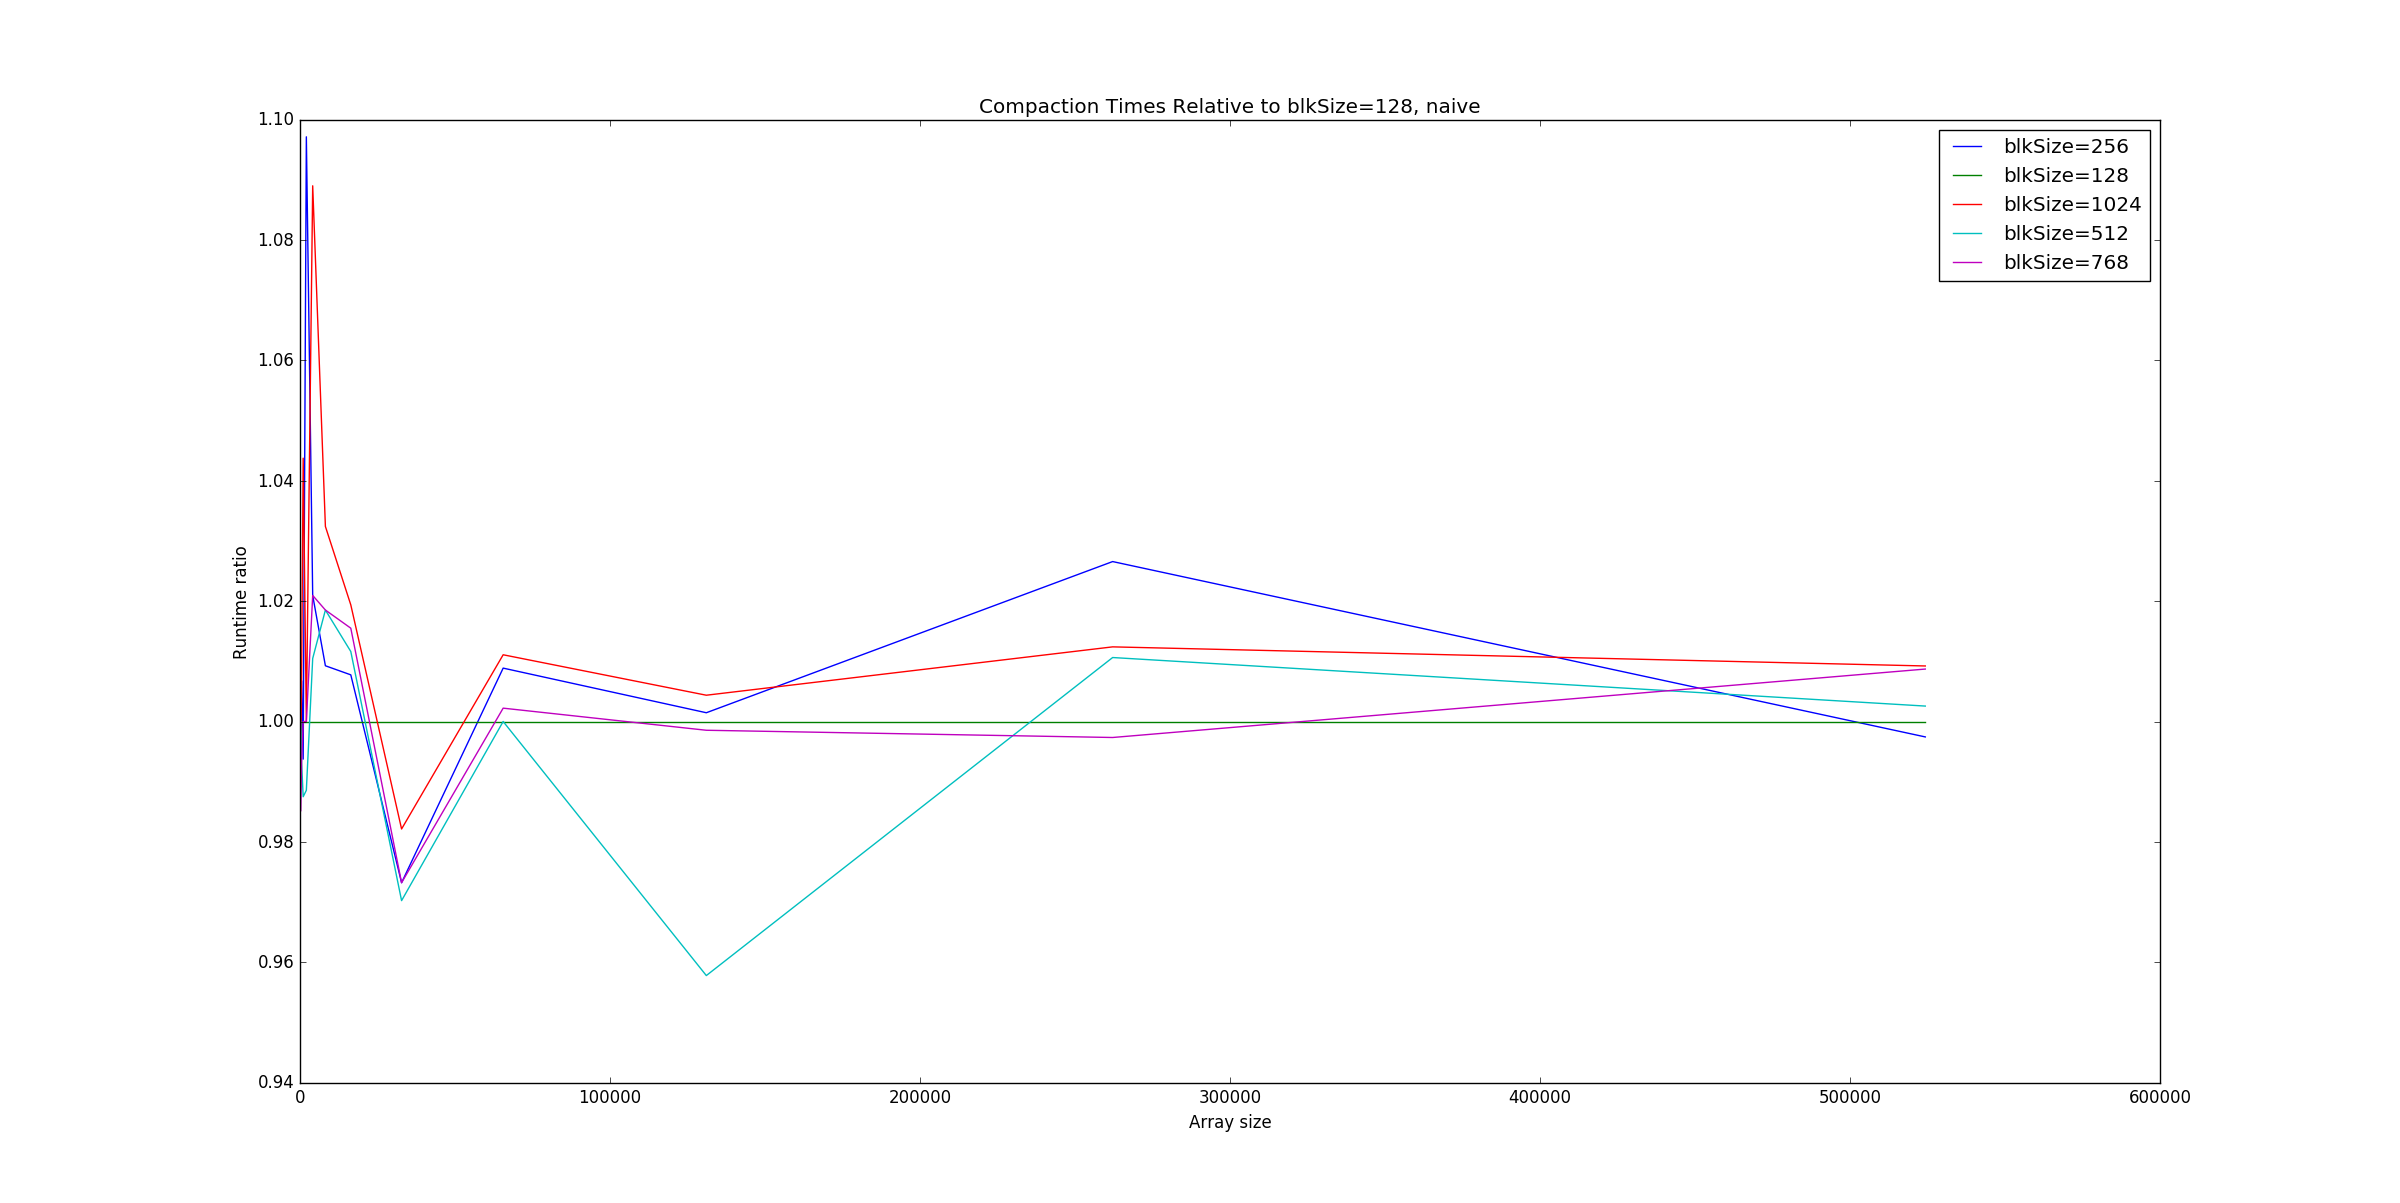 Compaction Times Relative to blkSize=128, naive
1.10
1.08
1.06
1.04
1.02
1.00
0.98
0.96
0.94
Runtime ratio
blkSize=256
blkSize=128
blkSize=1024
blkSize=512
blkSize=768
0 100000 200000 300000 400000 500000 600000
Array size